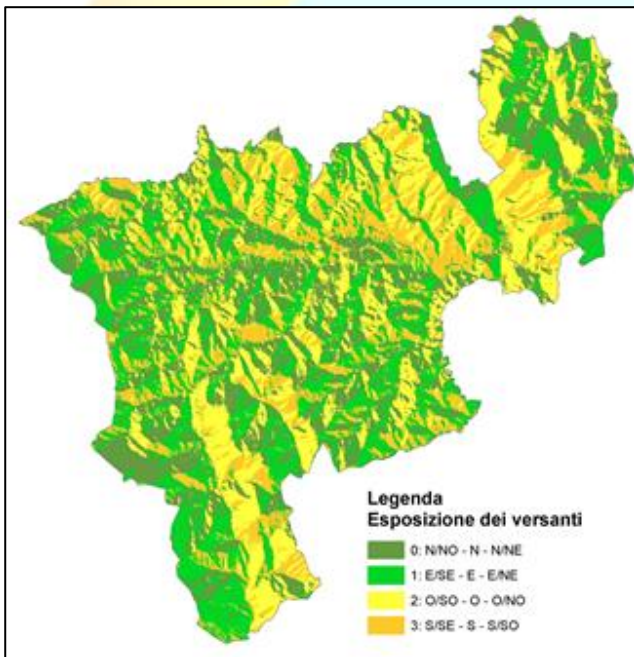 Legenda
Esposizione dei versanti
0: N/NO - N - N/NE
1: E/SE - E - E/NE
2: O/SO - O - O/NO
3: S/SE - S - S/SO